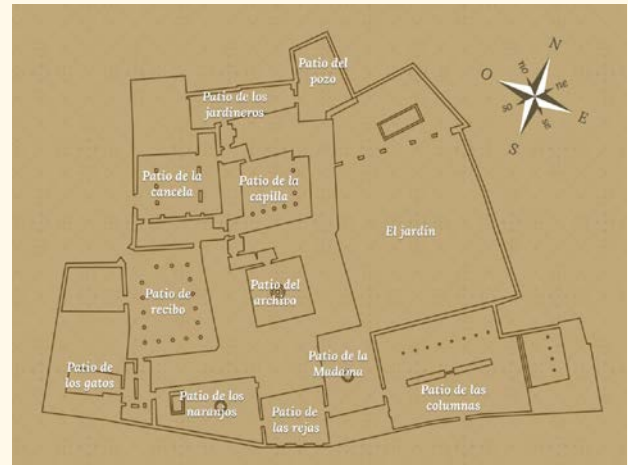 Patio del
pozo
Patio de los
jardineros
Patio de la
cancela
Patio de la
capilla
El jardín
Patio de
recibo
Patio del
archivo
Patio de
los gatos
Patio de los
naranjos
Patio de
las rejas
Patio de la
Madama
Patio de las
columnas
N
no
ne
O
E
so
se
S